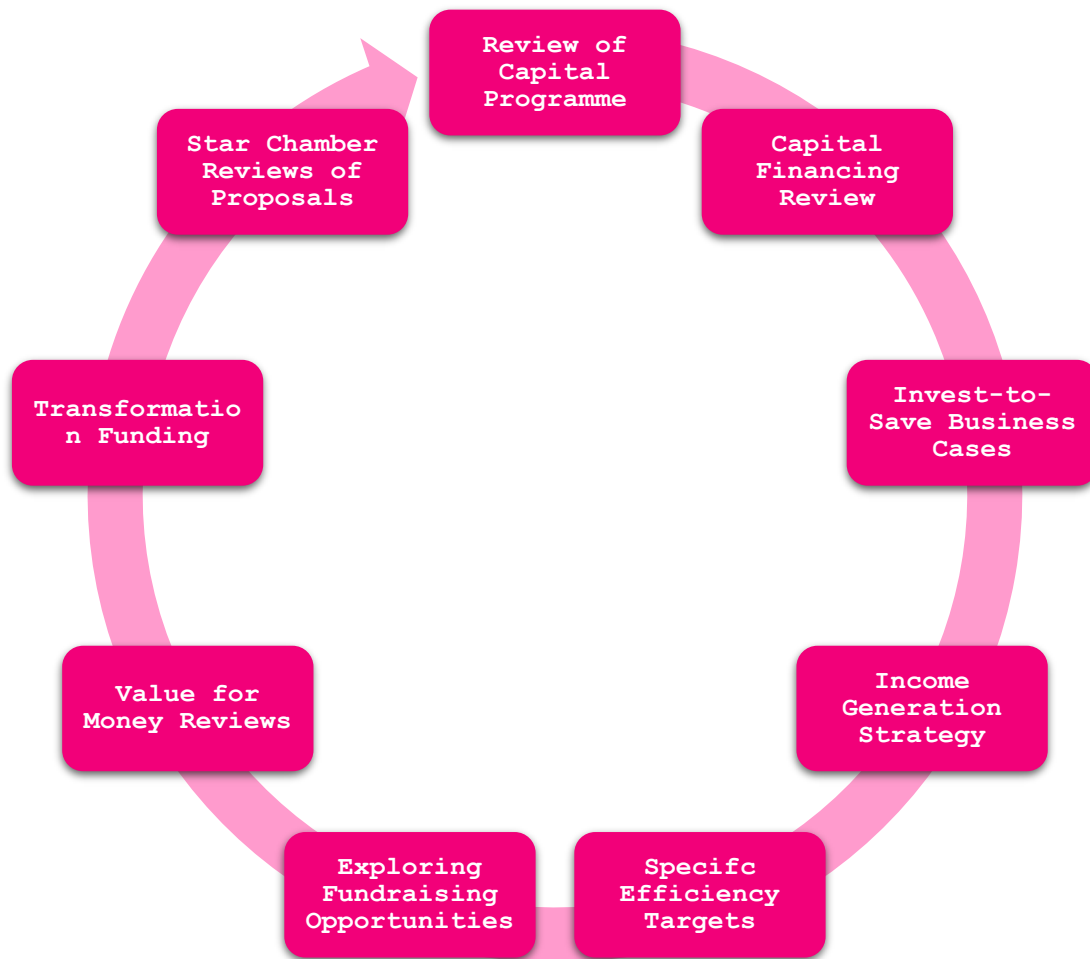 Review of
Capital
Programme
Capital
Financing
Review
Invest-to-
Save Business
Cases
Income
Generation
Strategy
Specifc
Efficiency
Targets
Exploring
Fundraising
Opportunities
Value for
Money Reviews
Transformatio
n Funding
Star Chamber
Reviews of
Proposals